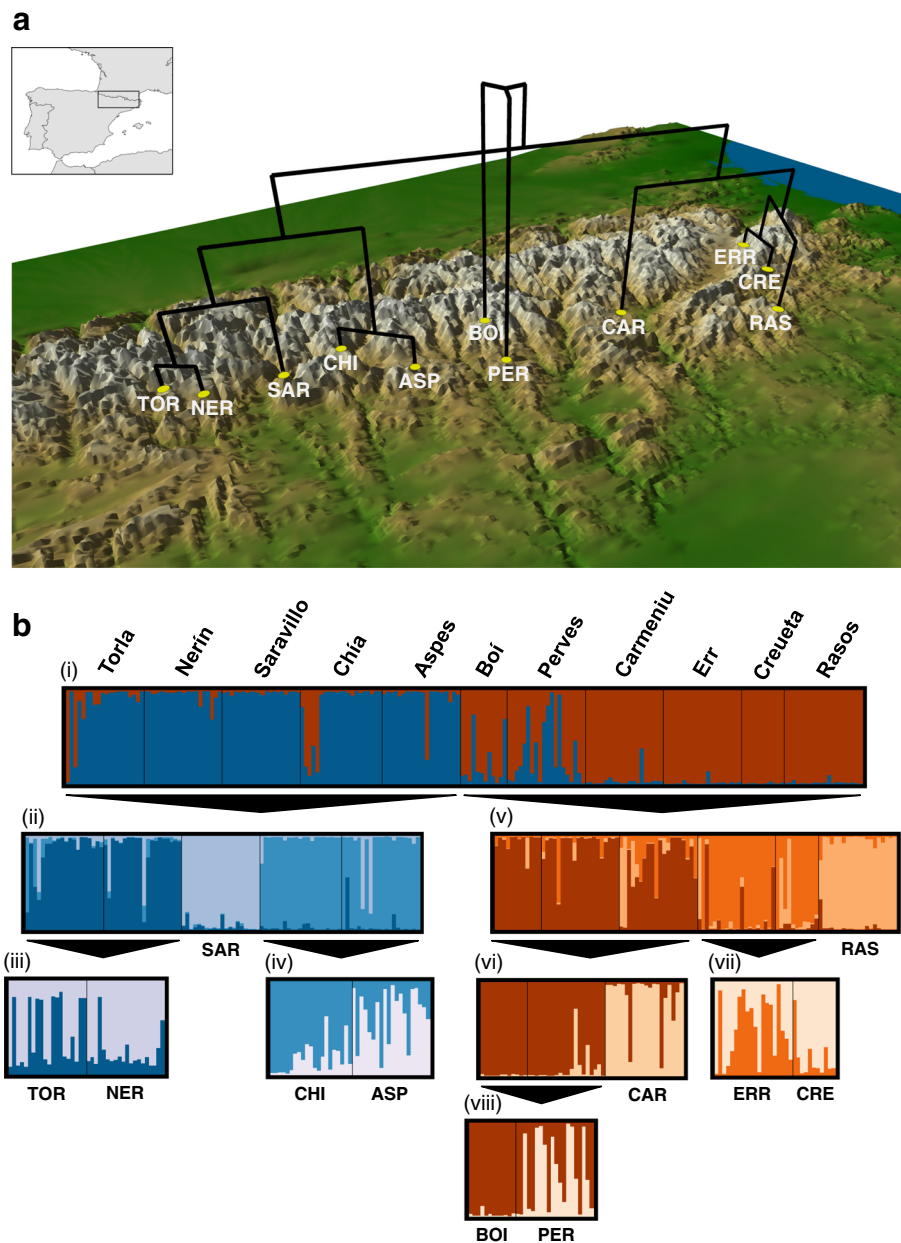 a
ERR
CRE
RAS
CAR
BOI
PER
CHI
ASP
SAR
TOR
NER
b
Torla
Nerín
Saravillo
Chía
Aspes
Boí
Perves
Carmeniu
Err
Creueta
Rasos
(i)
(ii)
(v)
SAR
RAS
(iii)
(iv)
(vi)
(vii)
TOR
NER
CHI
ASP
CAR
ERR
CRE
(viii)
BOI
PER